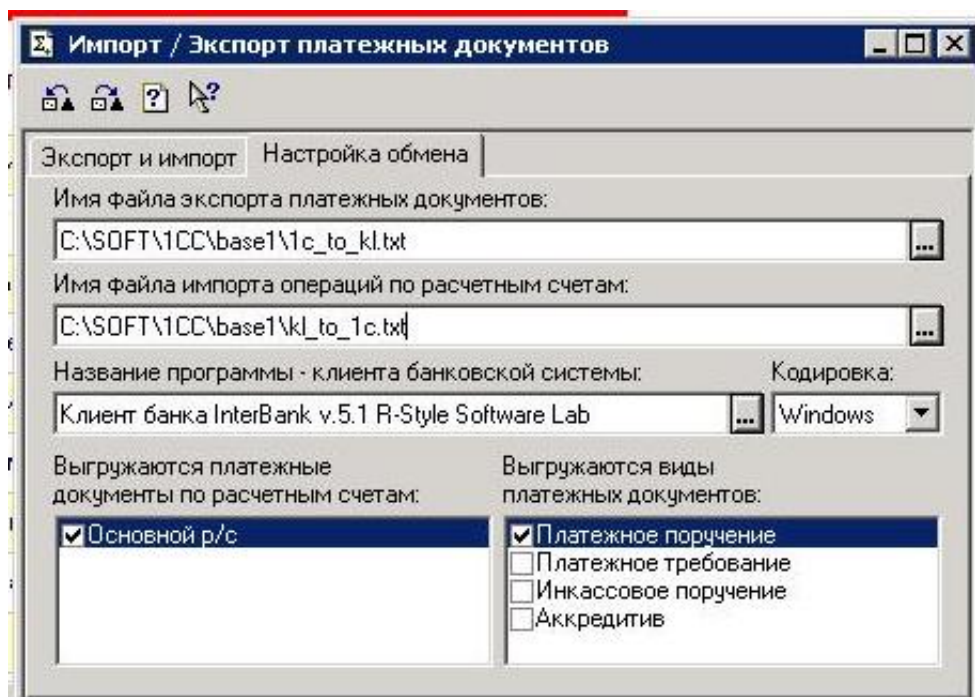 Импорт / Экспорт платежных документов
Экспорт и импорт
Настройка обмена
Имя файла экспорта платежных документов:
C:\SOFT\1CC\base1\1c_to_kl.txt
...
Имя файла импорта операций по расчетным счетам:
C:\SOFT\1CC\base1\kl_to_1c.txt
...
Название программы - клиента банковской системы:
Кодировка:
Клиент банка InterBank v.5.1 R-Style Software Lab
...
Windows
Выгружаются платежные
документы по расчетным счетам:
Основной р/с
Выгружаются виды
платежных документов:
Платежное поручение
Платежное требование
Инкассовое поручение
Аккредитив